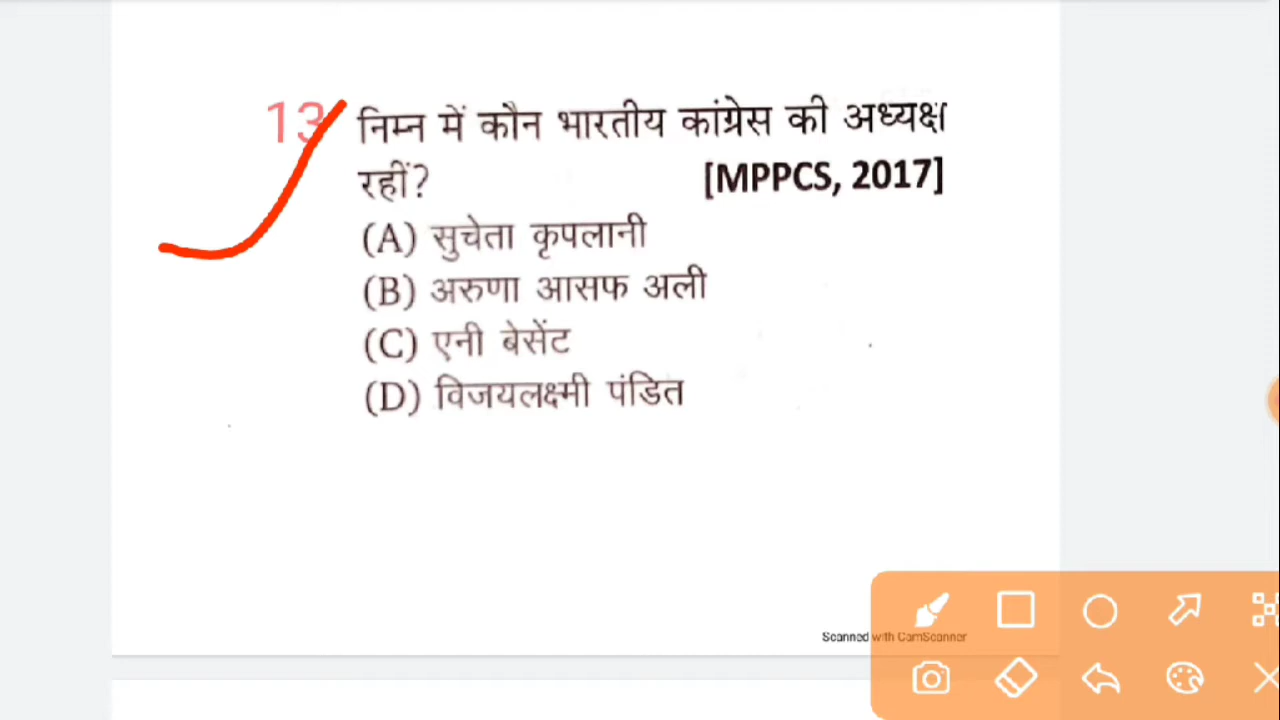 13 निम्न में कौन भारतीय कांग्रेस की अध्यक्ष
रहीं? [MPPCS, 2017]
(A) सुचेता कृपलानी
(B) अरुणा आसफ अली
(C) एनी बेसेंट
(D) विजयलक्ष्मी पंडित
Scanned with CamScanner